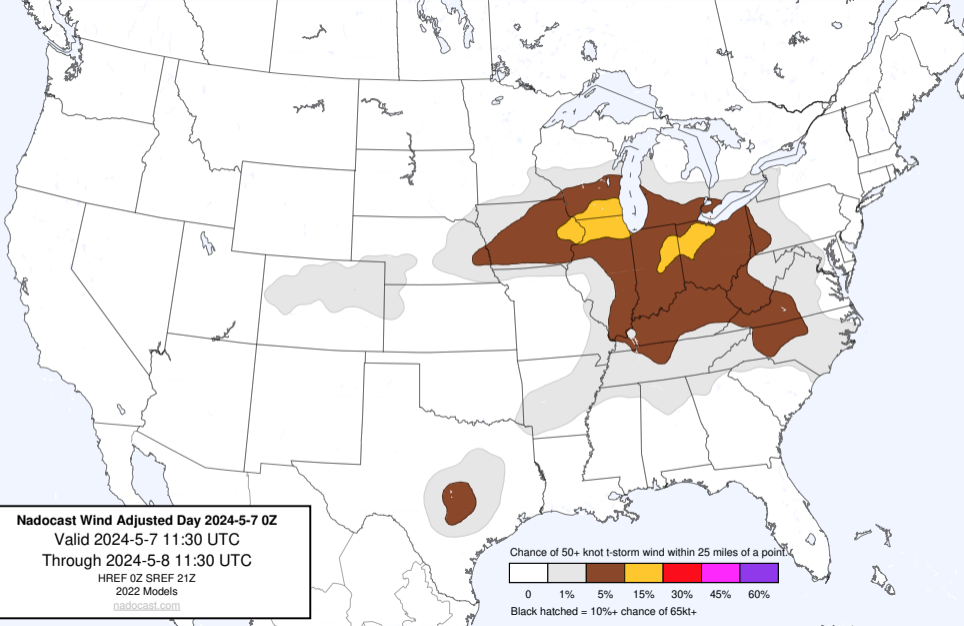 Nadocast Wind Adjusted Day 2024-5-7 0Z
Valid 2024-5-7 11:30 UTC
Through 2024-5-8 11:30 UTC
HREF 0Z SREF 21Z
2022 Models
nadocast.com
Chance of 50+ knot t-storm wind within 25 miles of a point.
0 1% 5% 15% 30% 45% 60%
Black hatched = 10%+ chance of 65kt+